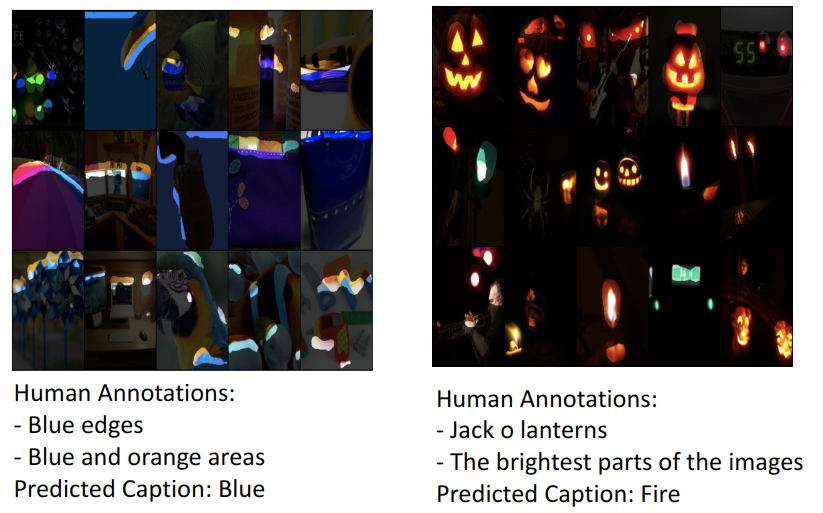 55
Human Annotations:
- Blue edges
- Blue and orange areas
Predicted Caption: Blue
Human Annotations:
- Jack o lanterns
- The brightest parts of the images
Predicted Caption: Fire